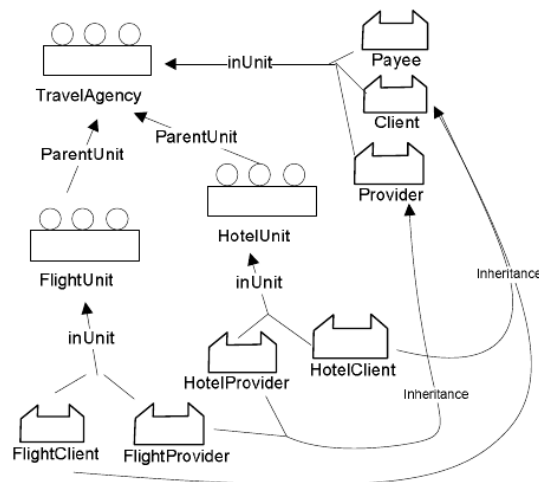 inUnit
Payee
TravelAgency
Client
ParentUnit
ParentUnit
Provider
HotelUnit
FlightUnit
Inheritance
inUnit
inUnit
HotelProvider
HotelClient
Inheritance
FlightClient
FlightProvider